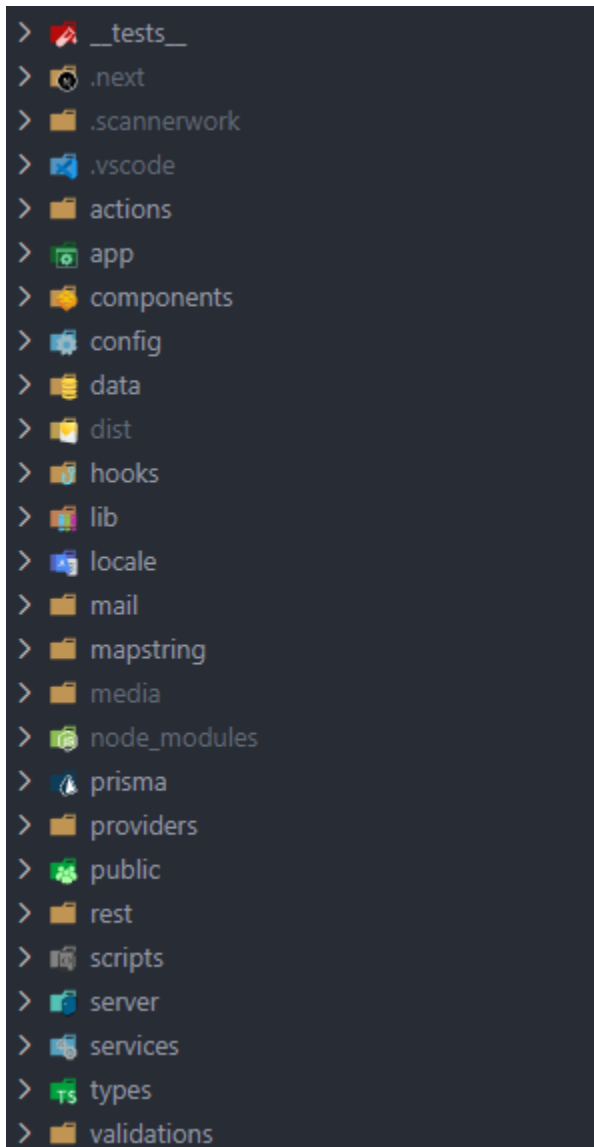 __tests__
.next
.scannerwork
.vscode
actions
app
components
config
data
dist
hooks
lib
locale
mail
mapstring
media
node_modules
prisma
providers
public
rest
scripts
server
services
types
validations